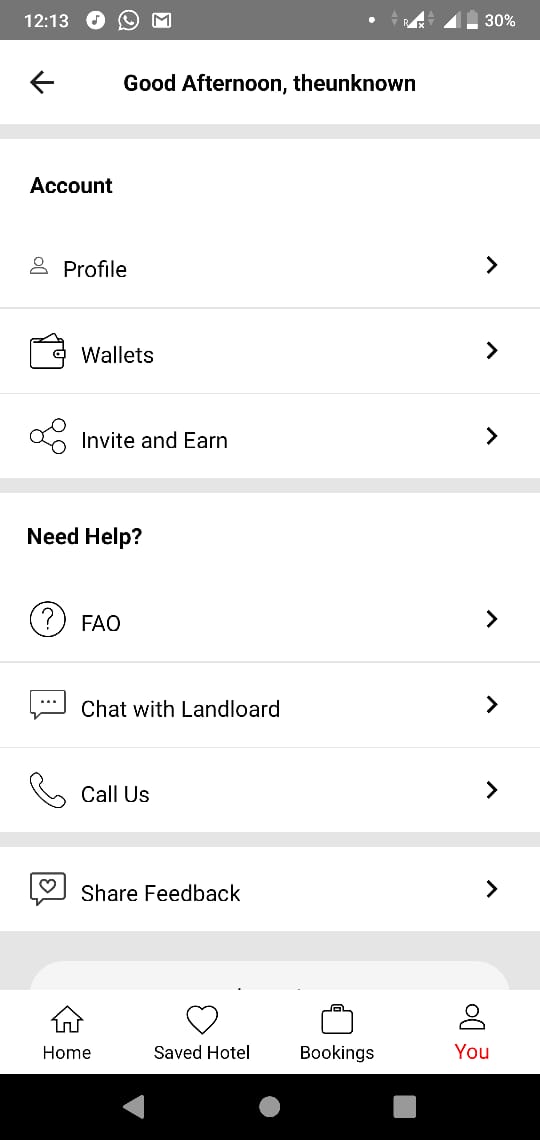 12:13
R
30%
Good Afternoon, theunknown
Account
Profile
Wallets
Invite and Earn
Need Help?
FAO
Chat with Landloard
Call Us
Share Feedback
Home
Saved Hotel
Bookings
You